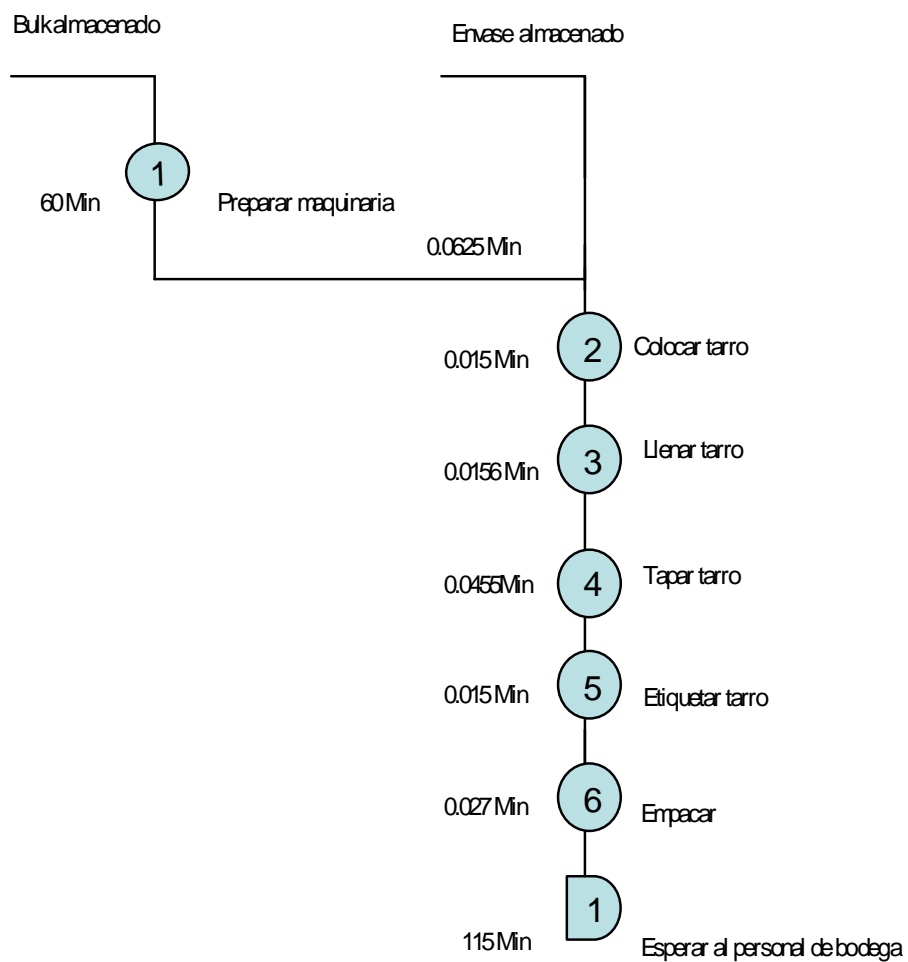 Bulk almacenado
Envase almacenado
1
60 Min
Preparar maquinaria
0.0625 Min
2
0.015 Min
Colocar tarro
3
0.0156 Min
Llenar tarro
4
0.0455Min
Tapar tarro
5
0.015 Min
Etiquetar tarro
6
0.027 Min
Empacar
1
115 Min
Esperar al personal de bodega